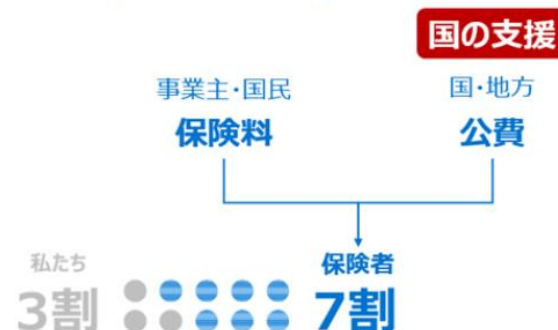 国の支援
事業主・国民
国・地方
保険料
公費
私たち
保険者
3割
7割